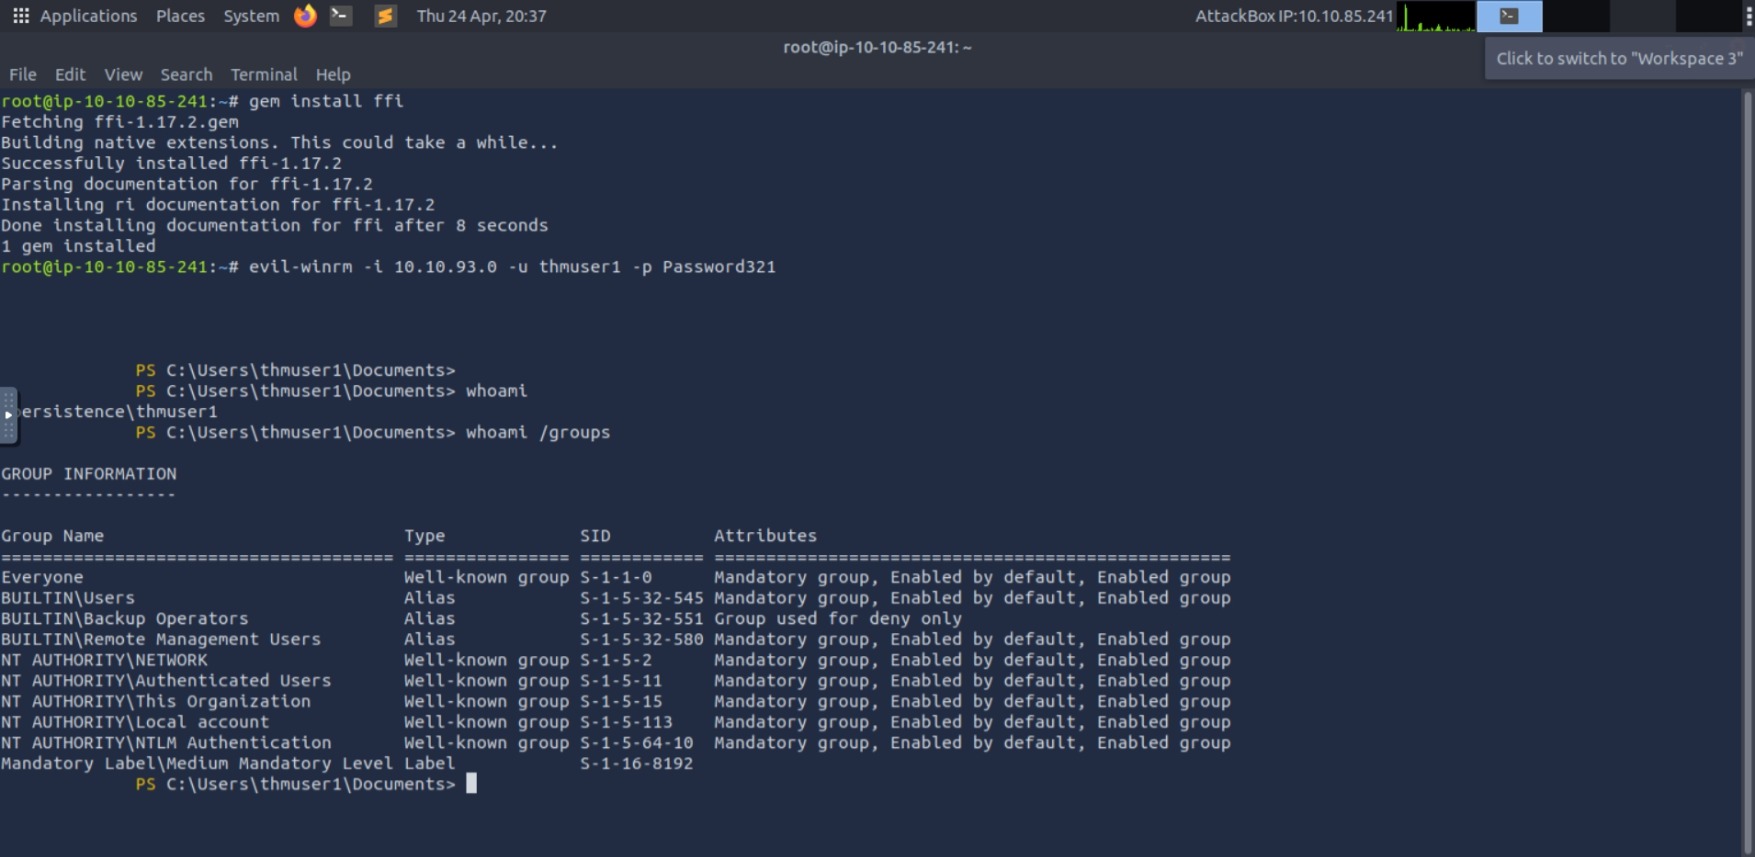 Applications Places System Thu 24 Apr, 20:37 AttackBox IP:10.10.85.241
root@ip-10-10-85-241: ~
Click to switch to "Workspace 3"
File Edit View Search Terminal Help
root@ip-10-10-85-241:~# gem install ffi
Fetching ffi-1.17.2.gem
Building native extensions. This could take a while...
Successfully installed ffi-1.17.2
Parsing documentation for ffi-1.17.2
Installing ri documentation for ffi-1.17.2
Done installing documentation for ffi after 8 seconds
1 gem installed
root@ip-10-10-85-241:~# evil-winrm -i 10.10.93.0 -u thmuser1 -p Password321
PS C:\Users\thmuser1\Documents>
PS C:\Users\thmuser1\Documents> whoami
ersistence\thmuser1
PS C:\Users\thmuser1\Documents> whoami /groups
GROUP INFORMATION
-----------------
Group Name Type SID Attributes
====================================== ================ ============ ==================================================
Everyone Well-known group S-1-1-0 Mandatory group, Enabled by default, Enabled group
BUILTIN\Users Alias S-1-5-32-545 Mandatory group, Enabled by default, Enabled group
BUILTIN\Backup Operators Alias S-1-5-32-551 Group used for deny only
BUILTIN\Remote Management Users Alias S-1-5-32-580 Mandatory group, Enabled by default, Enabled group
NT AUTHORITY\NETWORK Well-known group S-1-5-2 Mandatory group, Enabled by default, Enabled group
NT AUTHORITY\Authenticated Users Well-known group S-1-5-11 Mandatory group, Enabled by default, Enabled group
NT AUTHORITY\This Organization Well-known group S-1-5-15 Mandatory group, Enabled by default, Enabled group
NT AUTHORITY\Local account Well-known group S-1-5-113 Mandatory group, Enabled by default, Enabled group
NT AUTHORITY\NTLM Authentication Well-known group S-1-5-64-10 Mandatory group, Enabled by default, Enabled group
Mandatory Label\Medium Mandatory Level Label S-1-16-8192
PS C:\Users\thmuser1\Documents>